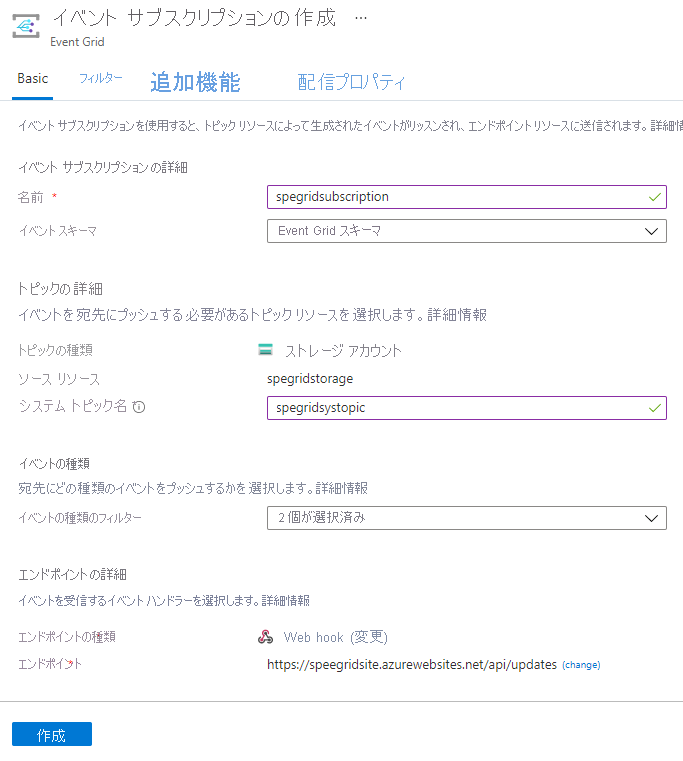 イベント サブスクリプションの作成 …
Event Grid
Basic フィルター 追加機能 配信プロパティ
イベント サブスクリプションを使用すると、トピック リソースによって生成されたイベントがリッスンされ、エンドポイント リソースに送信されます。詳細情
イベント サブスクリプションの詳細
名前 * spegridsubscription
イベント スキーマ Event Grid スキーマ
トピックの詳細
イベントを宛先にプッシュする必要があるトピック リソースを選択します。詳細情報
トピックの種類 ストレージ アカウント
ソース リソース spegridstorage
システム トピック名 spegridsystopic
イベントの種類
宛先にどの種類のイベントをプッシュするかを選択します。詳細情報
イベントの種類のフィルター 2 個が選択済み
エンドポイントの詳細
イベントを受信するイベント ハンドラーを選択します。詳細情報
エンドポイントの種類 Web hook (変更)
エンドポイント* https://speegridsite.azurewebsites.net/api/updates (change)
作成